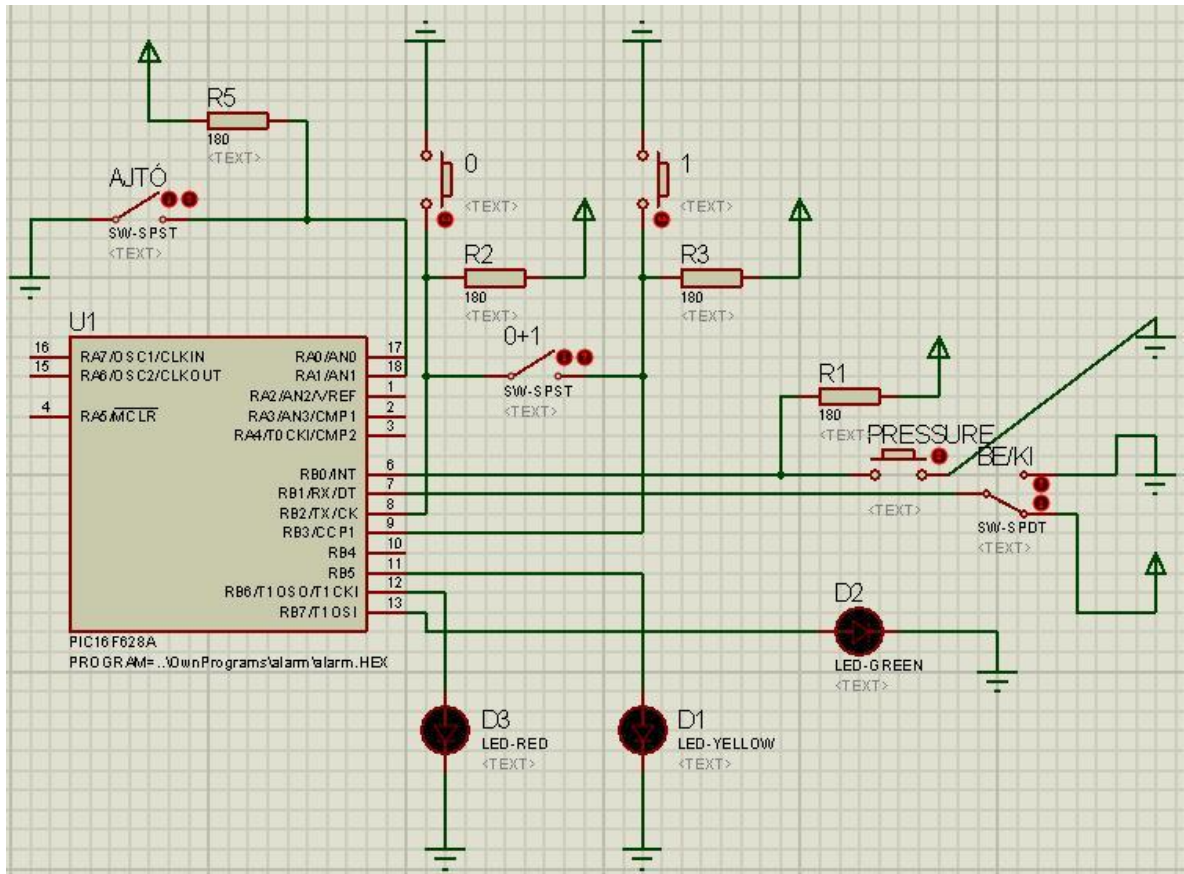 R5
180
<TEXT>
AJTÓ
SW-SPST
<TEXT>
0
<TEXT>
1
<TEXT>
R2
180
<TEXT>
R3
180
<TEXT>
0+1
SW-SPST
<TEXT>
U1
16 RA7/OSC1/CLKIN RA0/AN0 17
15 RA6/OSC2/CLKOUT RA1/AN1 18
RA2/AN2/VREF 1
4 RA5/MCLR RA3/AN3/CMP1 2
RA4/T0CKI/CMP2 3
RB0/INT 6
RB1/RX/DT 7
RB2/TX/CK 8
RB3/CCP1 9
RB4 10
RB5 11
RB6/T1OSO/T1CKI 12
RB7/T1OSI 13
PIC16F628A
PROGRAM=..\OwnPrograms\alarm\alarm.HEX
R1
180
<TEXT>
PRESSURE
<TEXT>
BE/KI
SW-SPDT
<TEXT>
D2
LED-GREEN
<TEXT>
D3
LED-RED
<TEXT>
D1
LED-YELLOW
<TEXT>